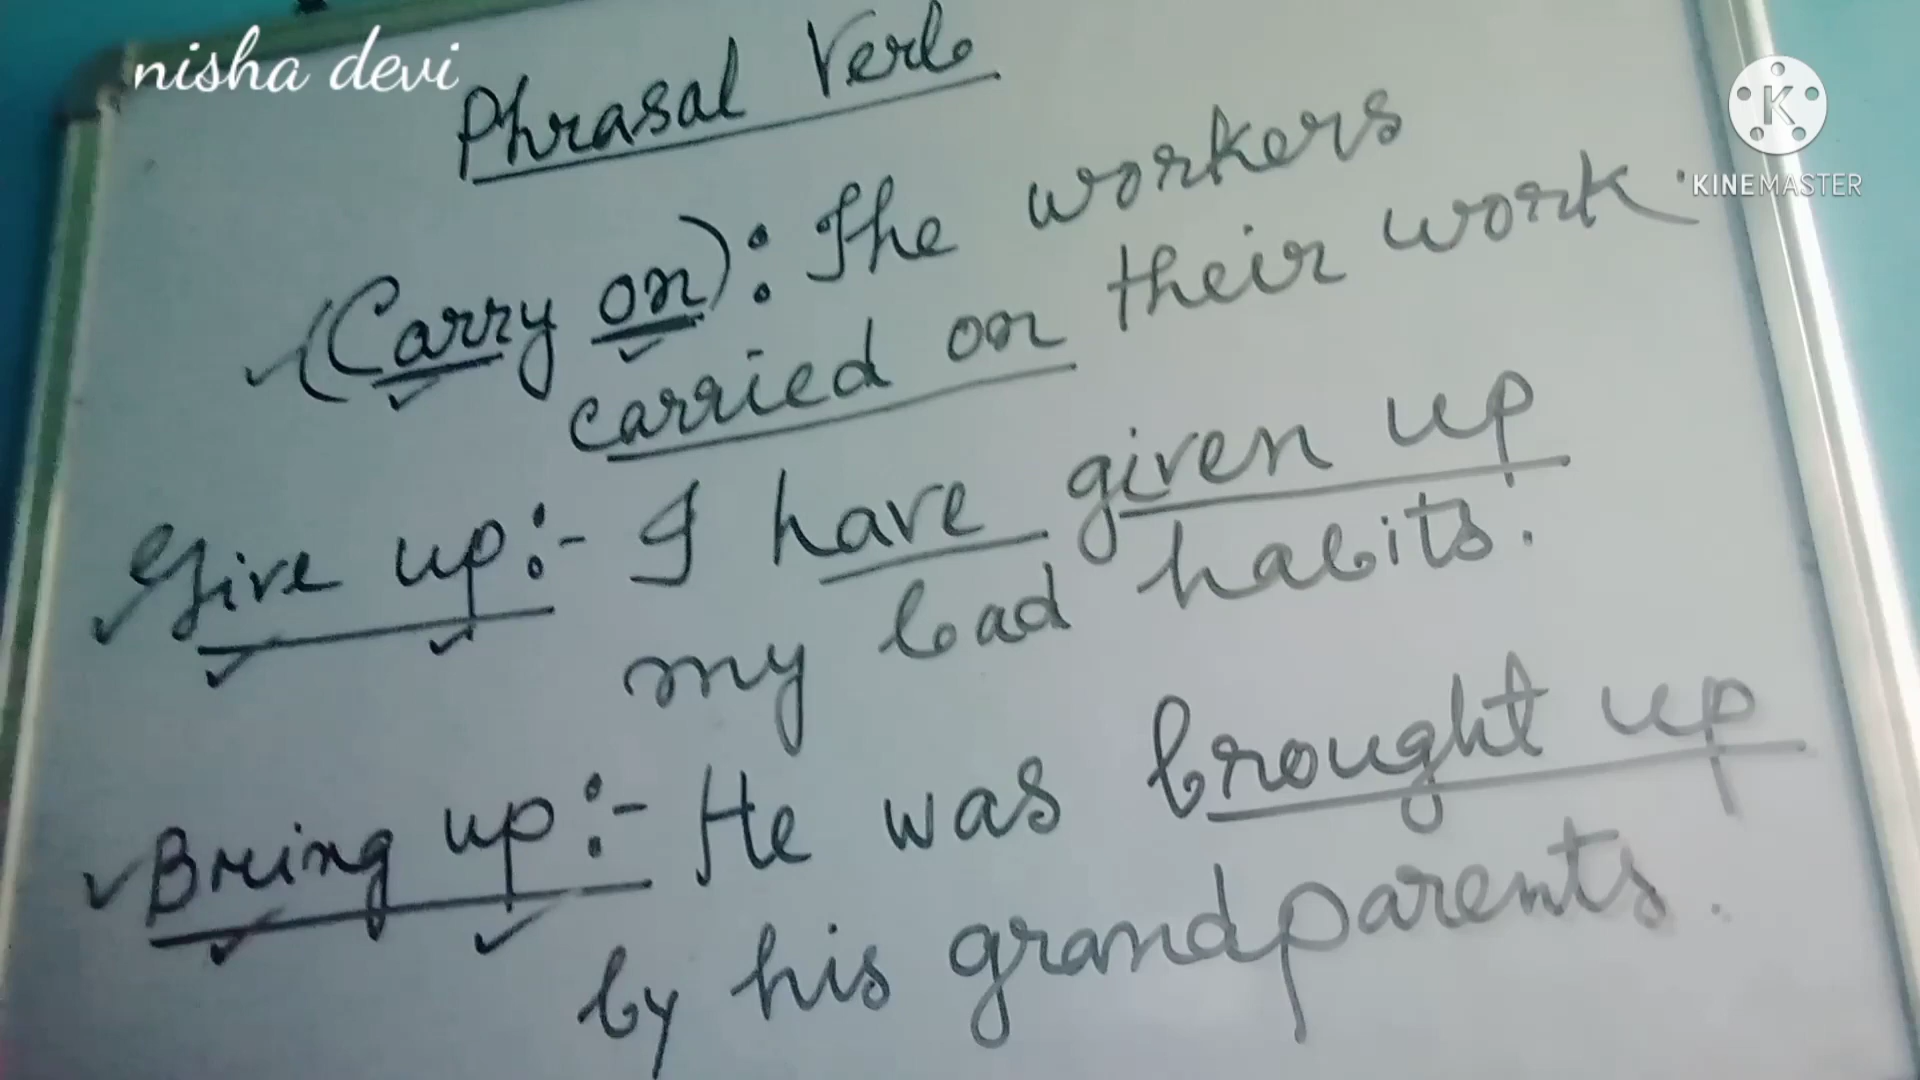 nisha devi
Phrasal Verb
KINEMASTER
(Carry on): The workers
carried on their work.
Give up:- I have given up
my bad habits.
Bring up:- He was brought up
by his grandparents.